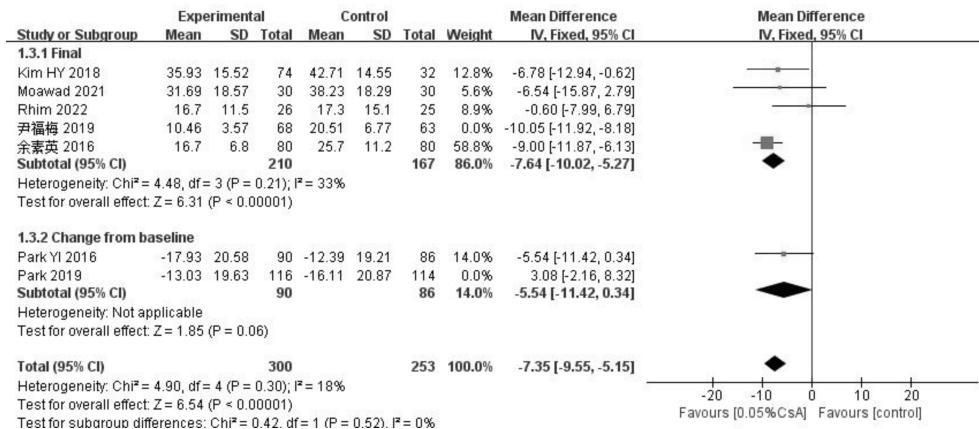 Experimental Control Mean Difference Mean Difference
Study or Subgroup Mean SD Total Mean SD Total Weight IV, Fixed, 95% CI IV, Fixed, 95% CI
1.3.1 Final
Kim HY 2018 35.93 15.52 74 42.71 14.55 32 12.8% -6.78 [-12.94, -0.62]
Moawad 2021 31.69 18.57 30 38.23 18.29 30 5.6% -6.54 [-15.87, 2.79]
Rhim 2022 16.7 11.5 26 17.3 15.1 25 8.9% -0.60 [-7.99, 6.79]
尹福梅 2019 10.46 3.57 68 20.51 6.77 63 0.0% -10.05 [-11.92, -8.18]
余素英 2016 16.7 6.8 80 25.7 11.2 80 58.8% -9.00 [-11.87, -6.13]
Subtotal (95% CI) 210 167 86.0% -7.64 [-10.02, -5.27]
Heterogeneity: Chi² = 4.48, df = 3 (P = 0.21); I² = 33%
Test for overall effect: Z = 6.31 (P < 0.00001)
1.3.2 Change from baseline
Park YI 2016 -17.93 20.58 90 -12.39 19.21 86 14.0% -5.54 [-11.42, 0.34]
Park 2019 -13.03 19.63 116 -16.11 20.87 114 0.0% 3.08 [-2.16, 8.32]
Subtotal (95% CI) 90 86 14.0% -5.54 [-11.42, 0.34]
Heterogeneity: Not applicable
Test for overall effect: Z = 1.85 (P = 0.06)
Total (95% CI) 300 253 100.0% -7.35 [-9.55, -5.15]
Heterogeneity: Chi² = 4.90, df = 4 (P = 0.30); I² = 18%
Test for overall effect: Z = 6.54 (P < 0.00001)
Test for subgroup differences: Chi² = 0.42, df = 1 (P = 0.52), I² = 0%
-20 -10 0 10 20
Favours [0.05%CsA] Favours [control]